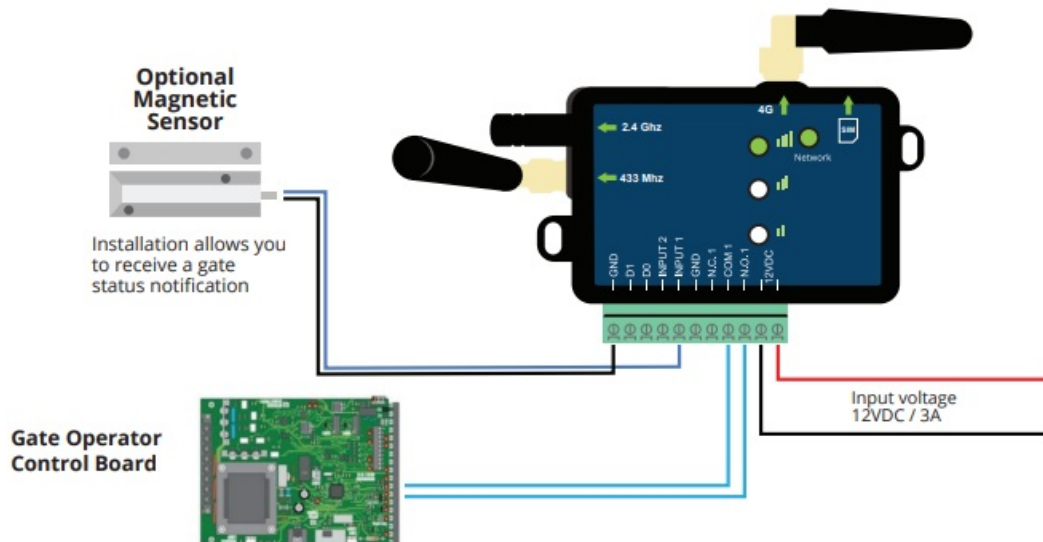 Optional
Magnetic
Sensor
Installation allows you
to receive a gate
status notification
4G
SIM
2.4 Ghz
Network
433 Mhz
GND
D1
D0
INPUT 2
INPUT 1
GND
N.C. 1
COM 1
N.O. 1
12VDC
Input voltage
12VDC / 3A
Gate Operator
Control Board